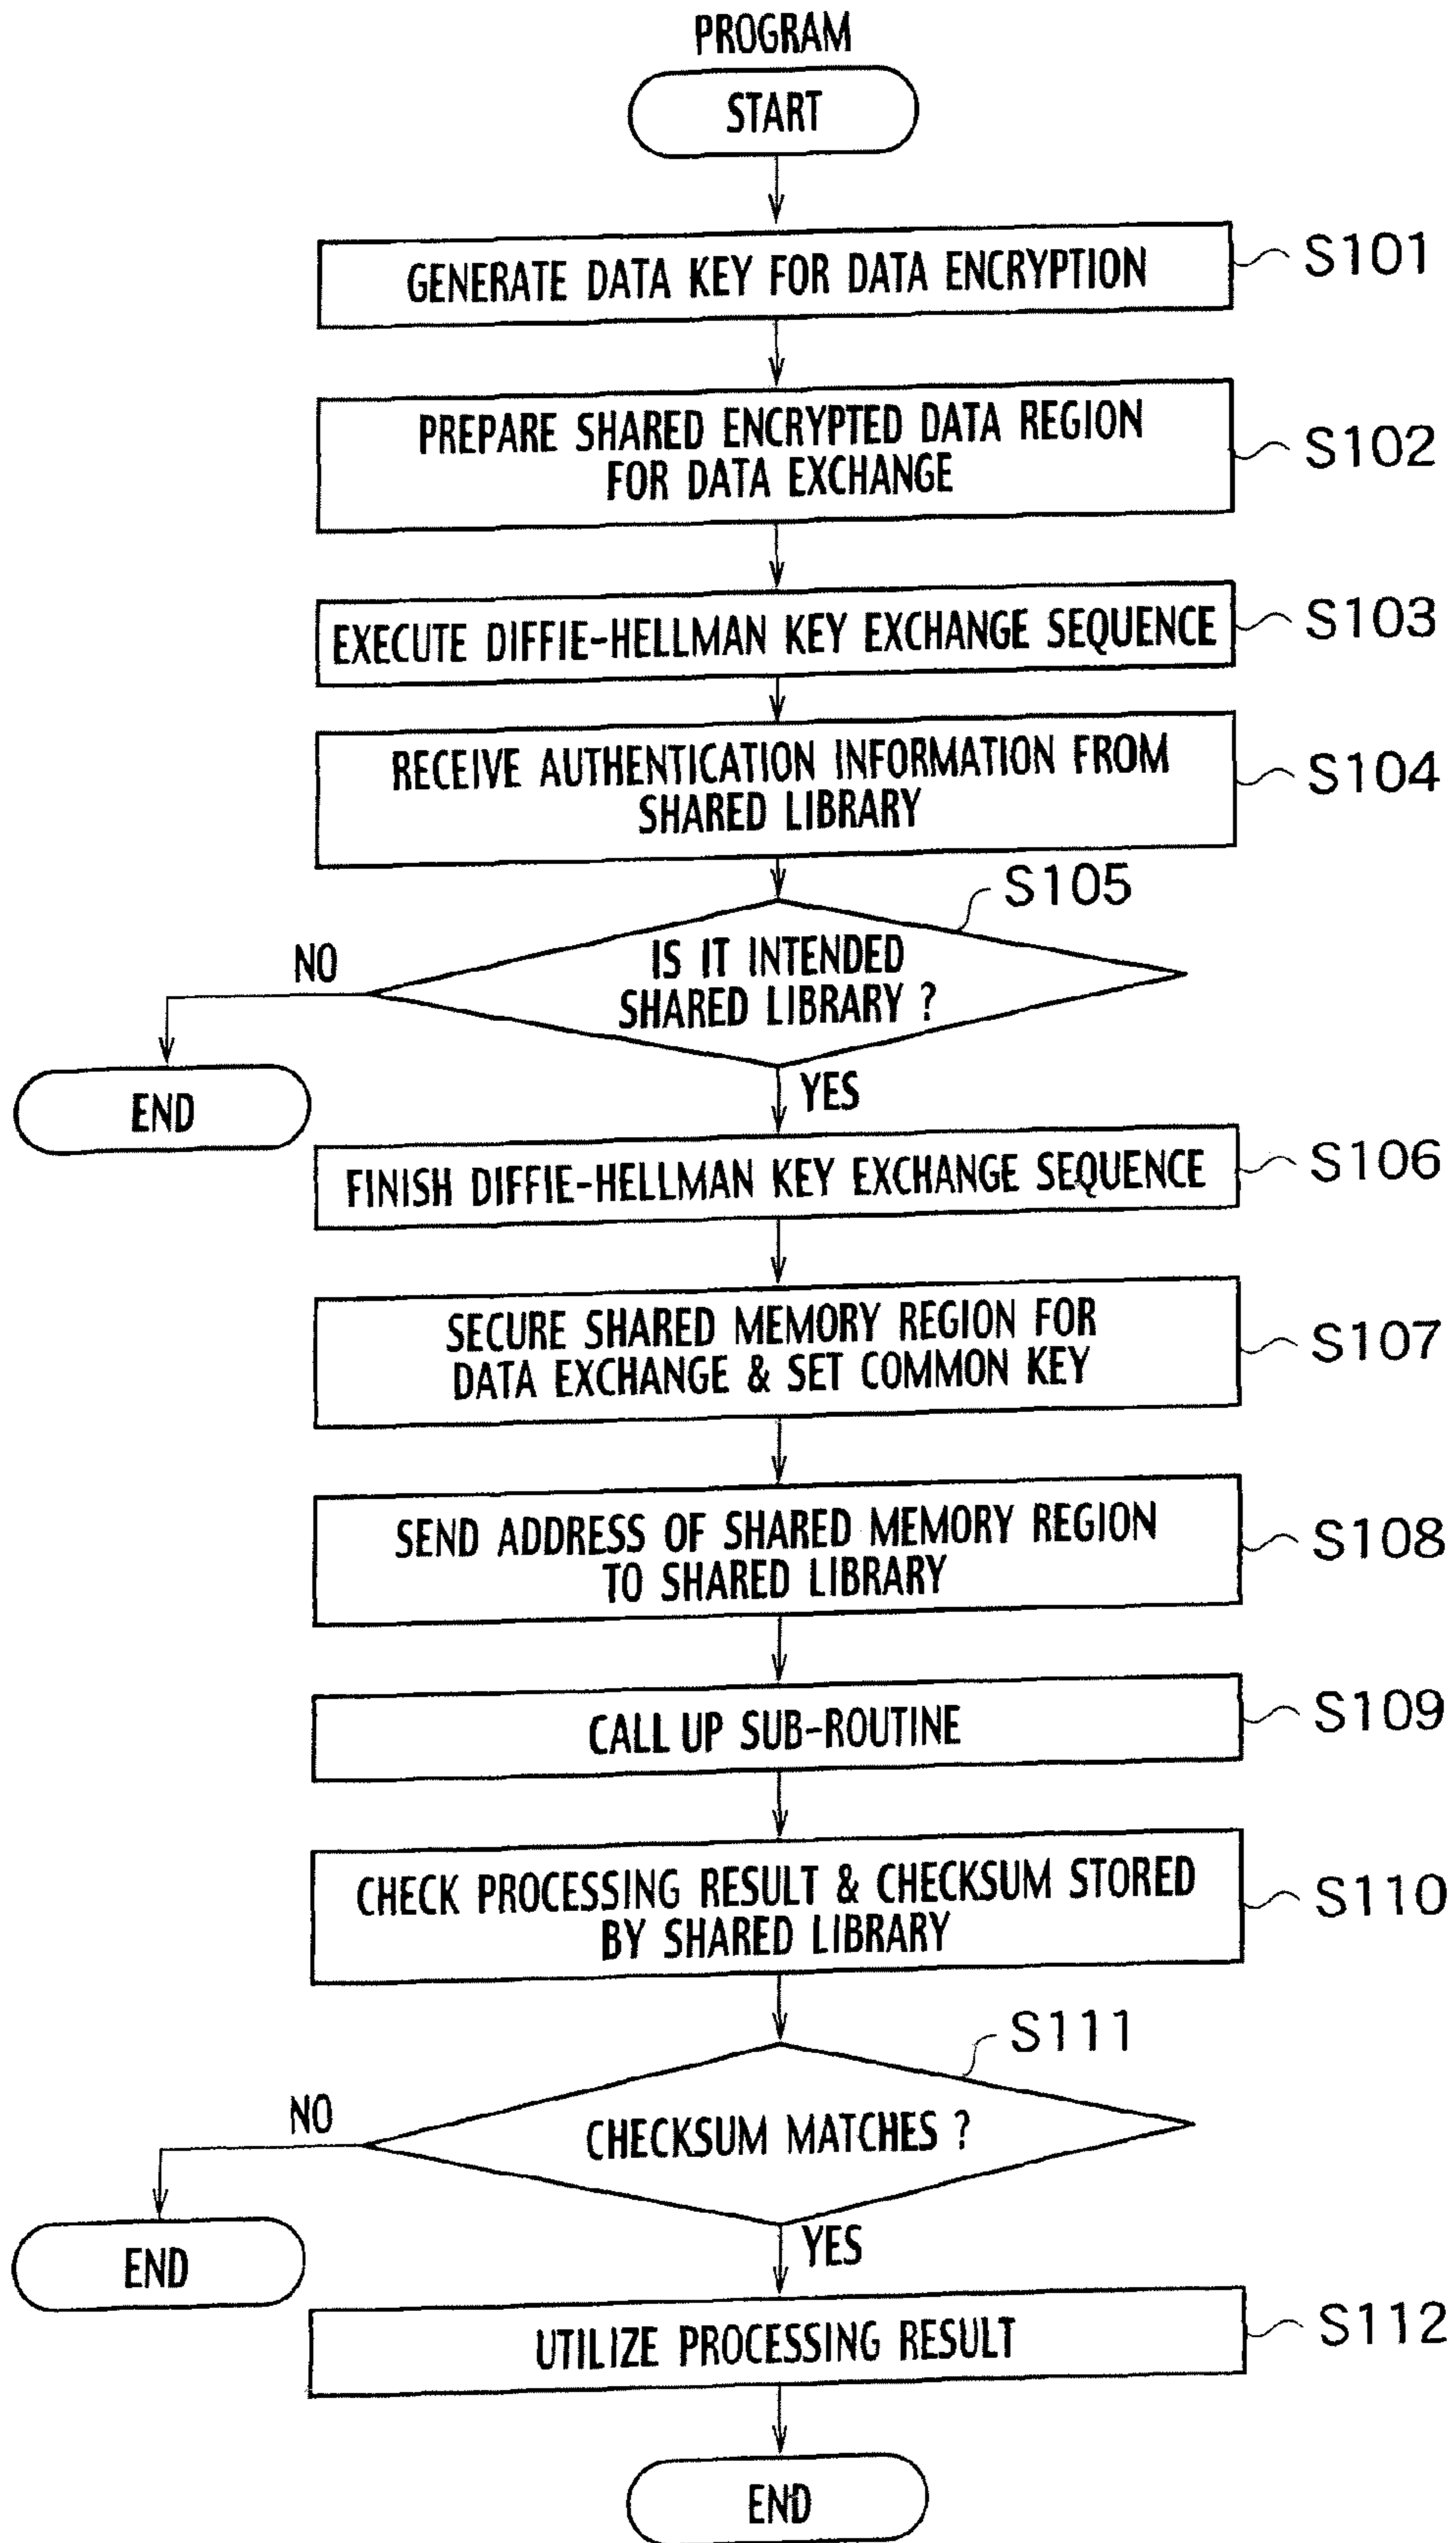 PROGRAM
START
GENERATE DATA KEY FOR DATA ENCRYPTION
S101
PREPARE SHARED ENCRYPTED DATA REGION
FOR DATA EXCHANGE
S102
EXECUTE DIFFIE-HELLMAN KEY EXCHANGE SEQUENCE
S103
RECEIVE AUTHENTICATION INFORMATION FROM
SHARED LIBRARY
S104
S105
IS IT INTENDED
SHARED LIBRARY ?
NO
END
YES
FINISH DIFFIE-HELLMAN KEY EXCHANGE SEQUENCE
S106
SECURE SHARED MEMORY REGION FOR
DATA EXCHANGE & SET COMMON KEY
S107
SEND ADDRESS OF SHARED MEMORY REGION
TO SHARED LIBRARY
S108
CALL UP SUB-ROUTINE
S109
CHECK PROCESSING RESULT & CHECKSUM STORED
BY SHARED LIBRARY
S110
S111
CHECKSUM MATCHES ?
NO
END
YES
UTILIZE PROCESSING RESULT
S112
END